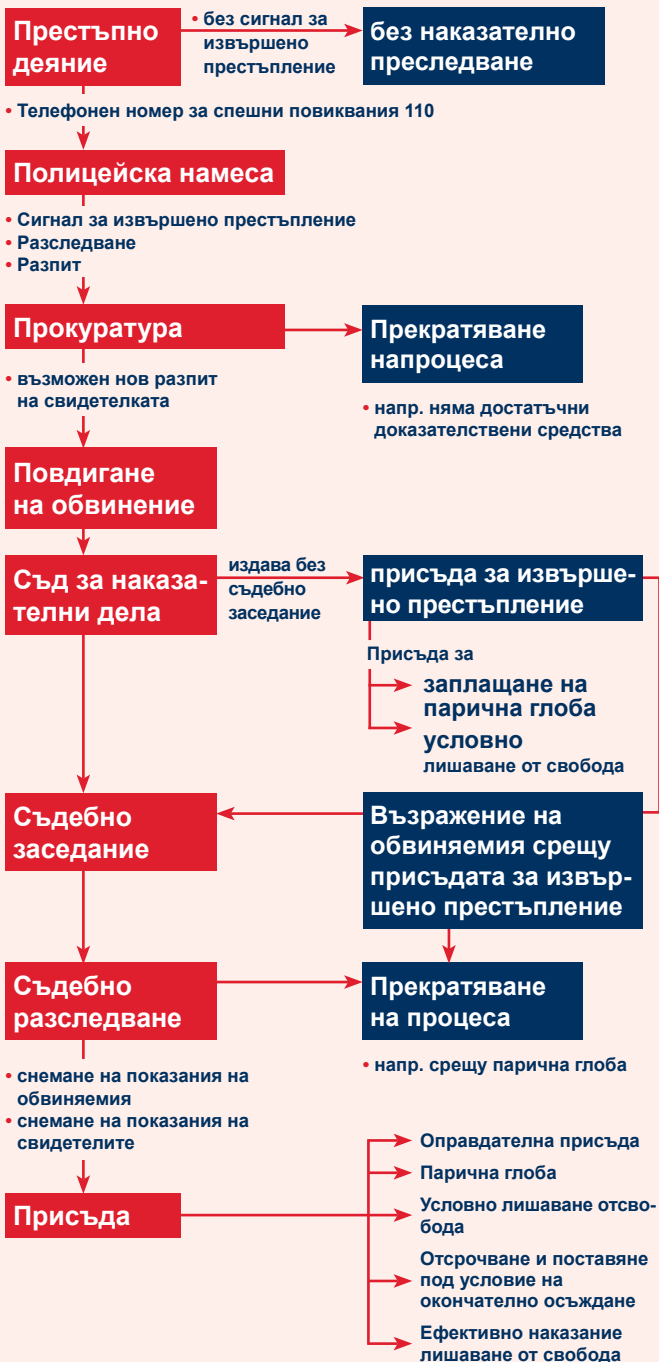 Престъпно
деяние
• без сигнал за
извършено
престъпление
без наказателно
преследване
• Телефонен номер за спешни повиквания 110
Полицейска намеса
• Сигнал за извършено престъпление
• Разследване
• Разпит
Прокуратура
Прекратяване
напроцеса
• възможен нов разпит
на свидетелката
• напр. няма достатъчни
доказателствени средства
Повдигане
на обвинение
Съд за наказа-
телни дела
издава без
съдебно
заседание
присъда за извърше-
но престъпление
Присъда за
заплащане на
парична глоба
условно
лишаване от свобода
Съдебно
заседание
Възражение на
обвиняемия срещу
присъдата за извър-
шено престъпление
Съдебно
разследване
Прекратяване
на процеса
• снемане на показания на
обвиняемия
• снемане на показания на
свидетелите
• напр. срещу парична глоба
Присъда
Оправдателна присъда
Парична глоба
Условно лишаване отсво-
бода
Отсрочване и поставяне
под условие на
окончателно осъждане
Ефективно наказание
лишаване от свобода